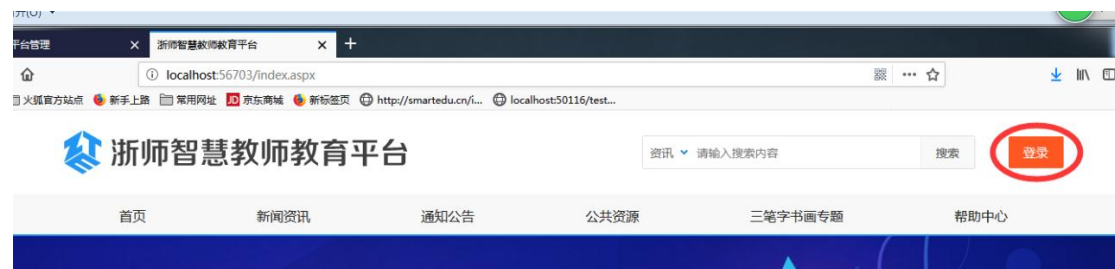 平台管理
浙师智慧教师教育平台
localhost:56703/index.aspx
火狐官方站点 新手上路 常用网址 JD 京东商城 新标签页 http://smartedu.cn/i... localhost:50116/test...
浙师智慧教师教育平台
资讯 请输入搜索内容 搜索 登录
首页 新闻资讯 通知公告 公共资源 三笔字书画专题 帮助中心